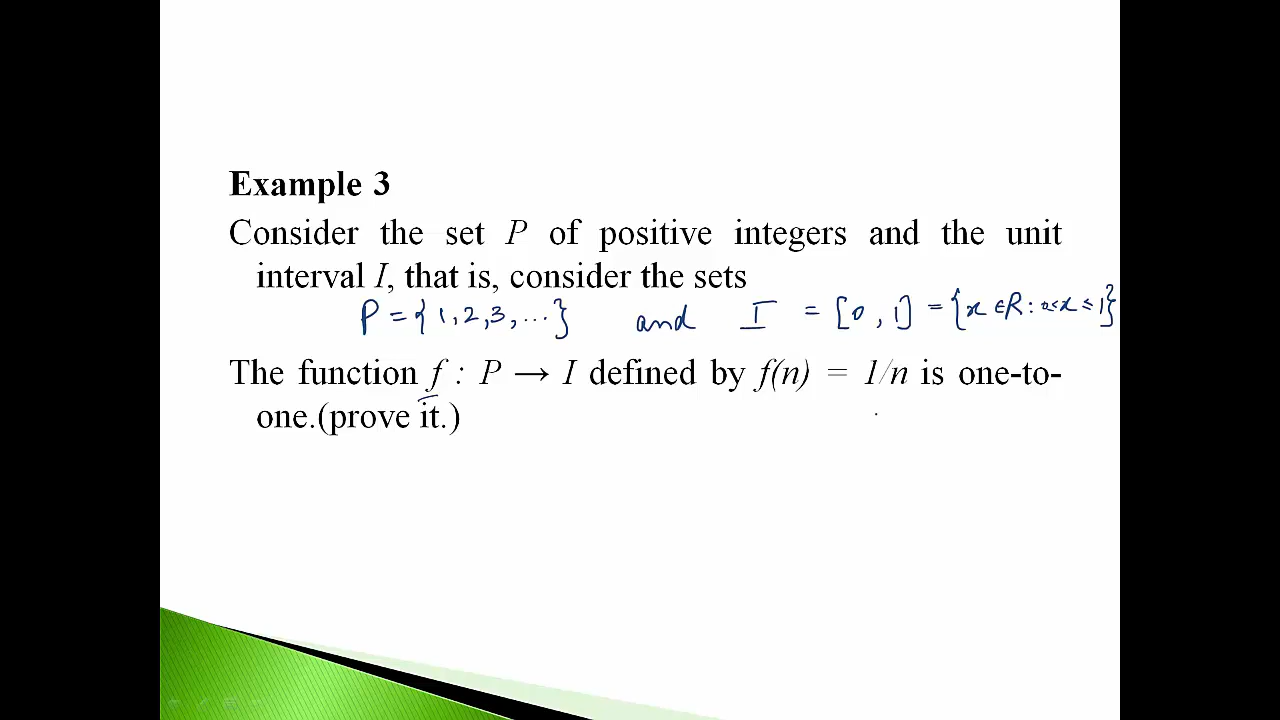 Example 3
Consider the set P of positive integers and the unit
interval I, that is, consider the sets
P = {1, 2, 3, ...} and I = [0, 1] = {x ∈ R : 0 < x ≤ 1}
The function f : P → I defined by f(n) = 1/n is one-to-
one.(prove it.)